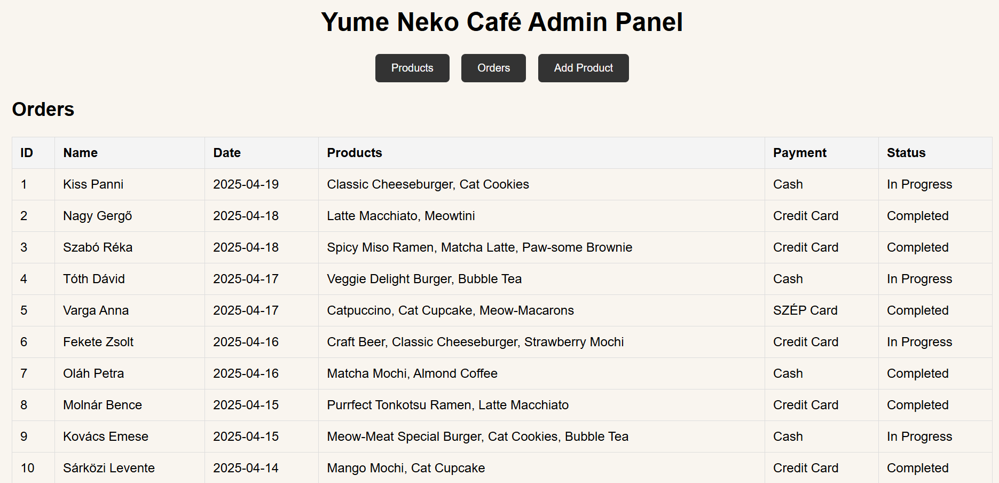 Yume Neko Café Admin Panel
Products Orders Add Product
Orders
ID Name Date Products Payment Status
1 Kiss Panni 2025-04-19 Classic Cheeseburger, Cat Cookies Cash In Progress
2 Nagy Gergő 2025-04-18 Latte Macchiato, Meowtini Credit Card Completed
3 Szabó Réka 2025-04-18 Spicy Miso Ramen, Matcha Latte, Paw-some Brownie Credit Card Completed
4 Tóth Dávid 2025-04-17 Veggie Delight Burger, Bubble Tea Cash In Progress
5 Varga Anna 2025-04-17 Catpuccino, Cat Cupcake, Meow-Macarons SZÉP Card Completed
6 Fekete Zsolt 2025-04-16 Craft Beer, Classic Cheeseburger, Strawberry Mochi Credit Card In Progress
7 Oláh Petra 2025-04-16 Matcha Mochi, Almond Coffee Cash Completed
8 Molnár Bence 2025-04-15 Purrfect Tonkotsu Ramen, Latte Macchiato Credit Card Completed
9 Kovács Emese 2025-04-15 Meow-Meat Special Burger, Cat Cookies, Bubble Tea Cash In Progress
10 Sárközi Levente 2025-04-14 Mango Mochi, Cat Cupcake Credit Card Completed